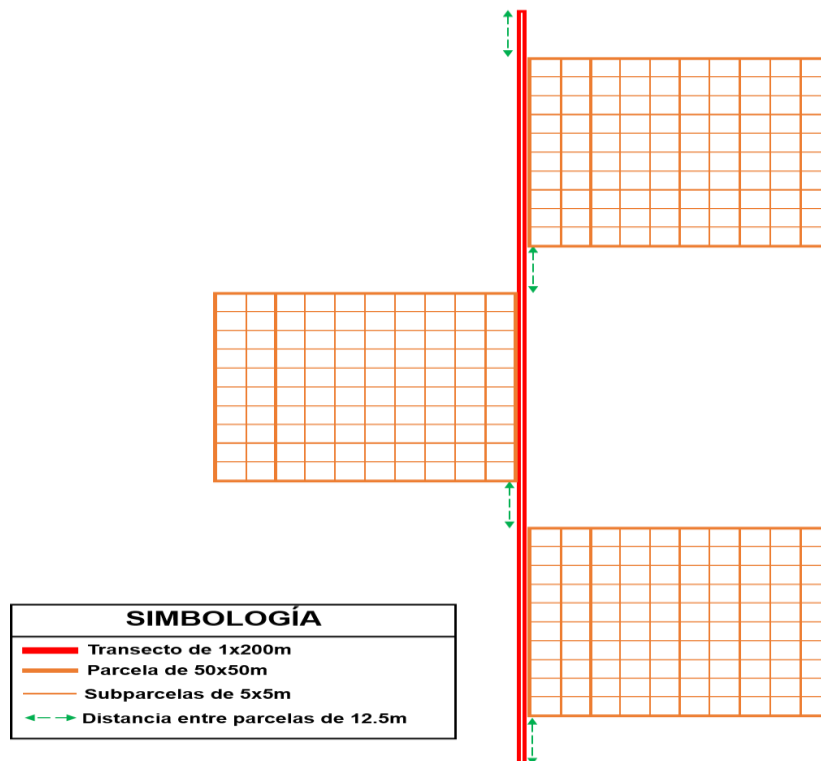 SIMBOLOGÍA
Transecto de 1x200m
Parcela de 50x50m
Subparcelas de 5x5m
Distancia entre parcelas de 12.5m